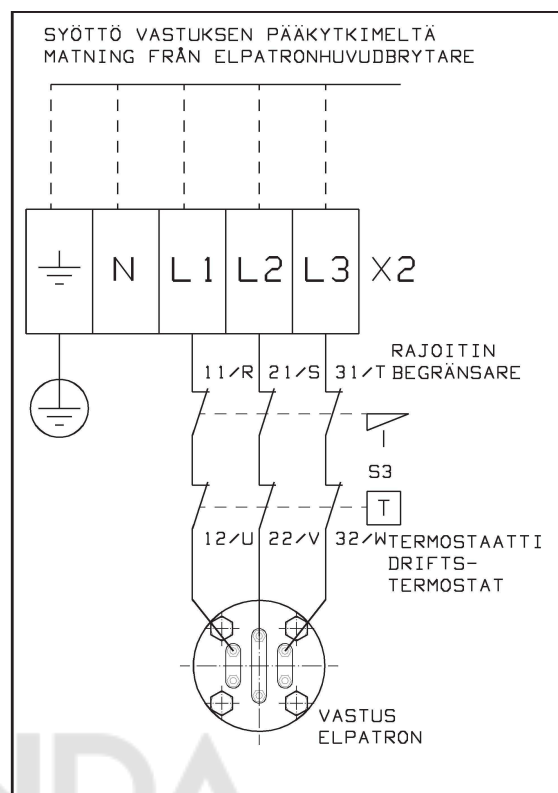 SYÖTTÖ VASTUKSEN PÄÄKYTKIMELTÄ
MATNING FRÅN ELPATRONHUVUDBRYTARE
N L1 L2 L3 X2
11/R 21/S 31/T
RAJOITIN
BEGRÄNSARE
S3
T
12/U 22/V 32/W
TERMOSTAATTI
DRIFTS-
TERMOSTAT
VASTUS
ELPATRON
NDA